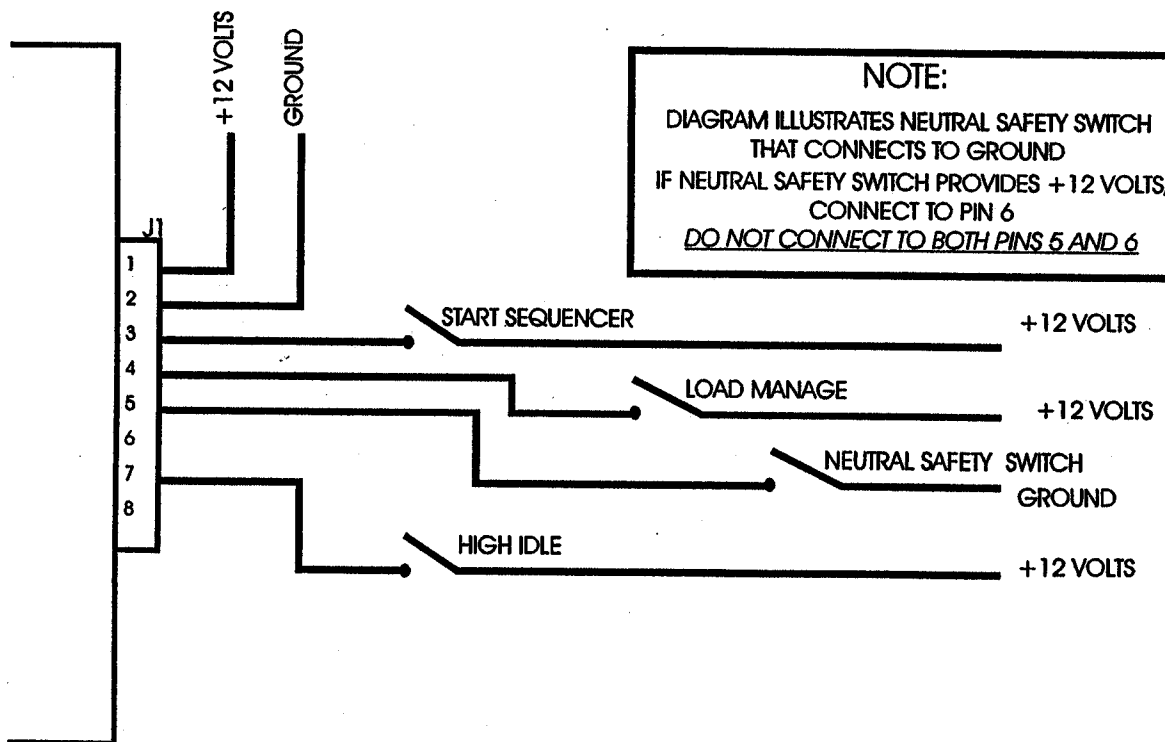 +12 VOLTS
GROUND
NOTE:
DIAGRAM ILLUSTRATES NEUTRAL SAFETY SWITCH
THAT CONNECTS TO GROUND
IF NEUTRAL SAFETY SWITCH PROVIDES +12 VOLTS,
CONNECT TO PIN 6
DO NOT CONNECT TO BOTH PINS 5 AND 6
J1
1
2
3
4
5
6
7
8
START SEQUENCER
+12 VOLTS
LOAD MANAGE
+12 VOLTS
NEUTRAL SAFETY SWITCH
GROUND
HIGH IDLE
+12 VOLTS